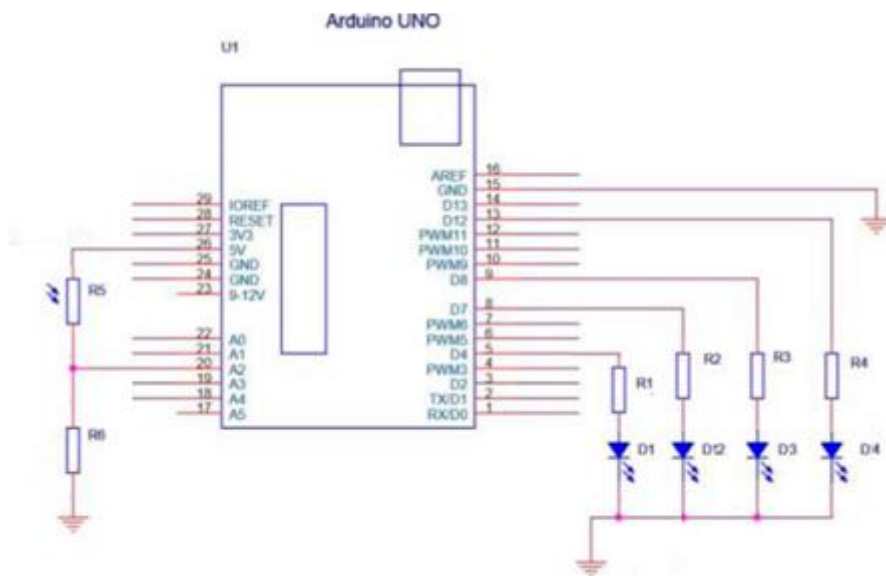 Arduino UNO
U1
29 IOREF
28 RESET
27 3V3
26 5V
25 GND
24 GND
23 9-12V
22 A0
21 A1
20 A2
19 A3
18 A4
17 A5
AREF 16
GND 15
D13 14
D12 13
PWM11 12
PWM10 11
PWM9 10
D8 9
D7 8
PWM6 7
PWM5 6
D4 5
PWM3 4
D2 3
TX/D1 2
RX/D0 1
R5
R6
R1
R2
R3
R4
D1
D12
D3
D4